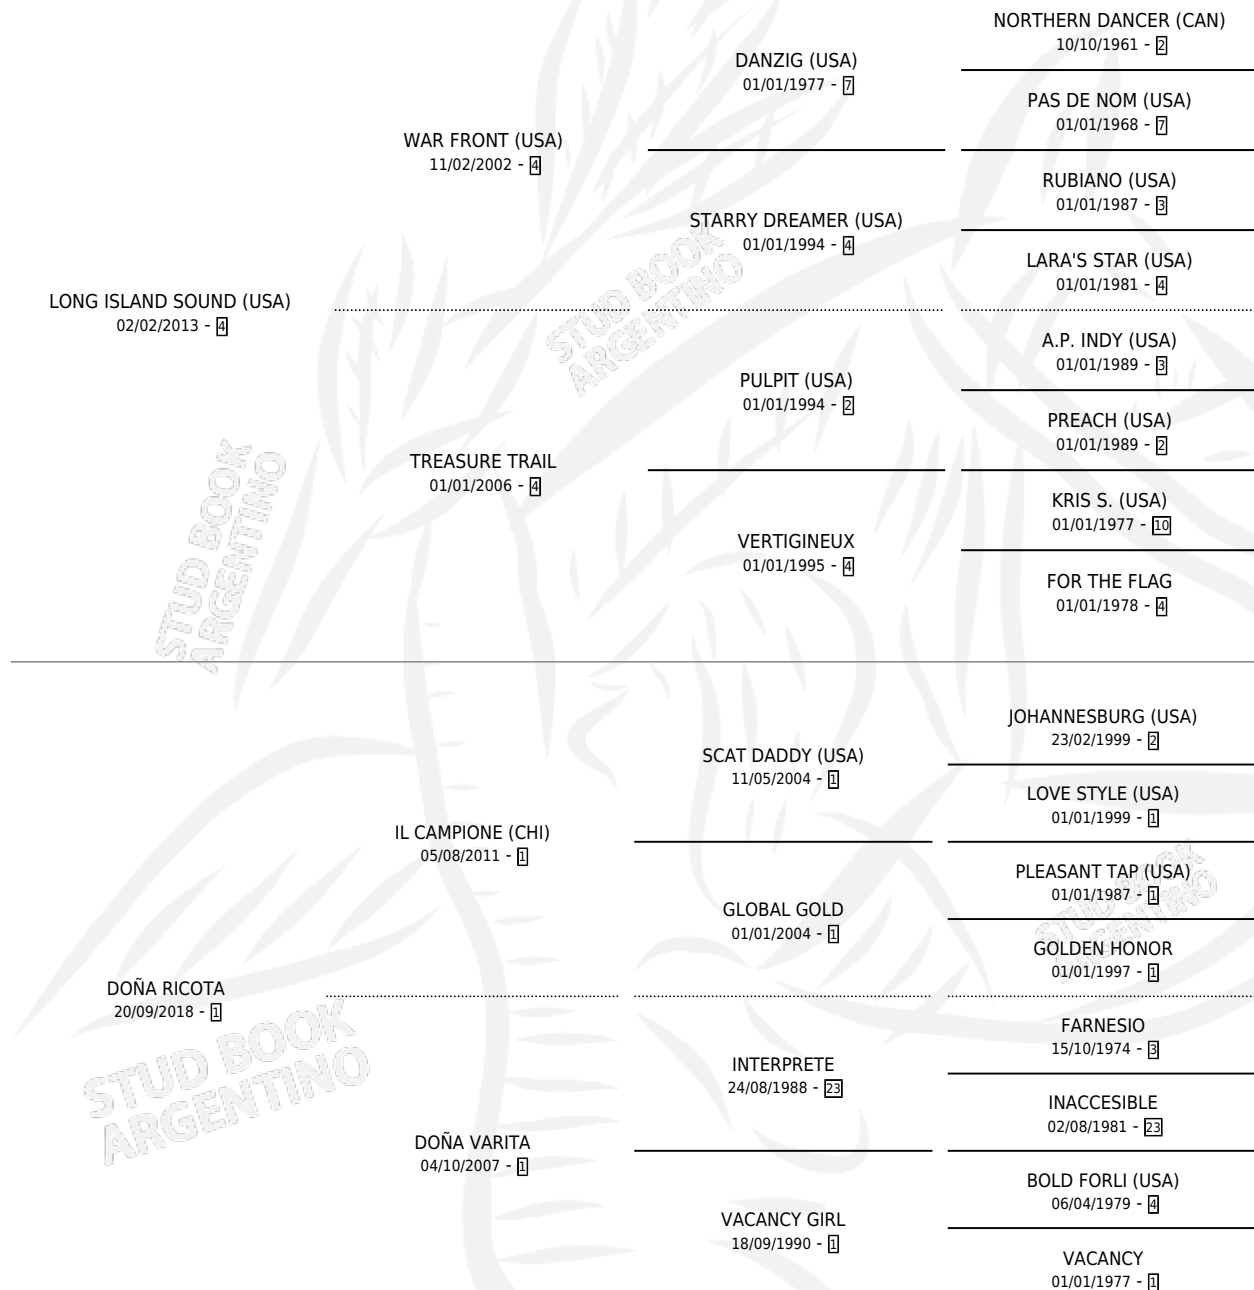 NORTHERN DANCER (CAN)
10/10/1961 - 2
DANZIG (USA)
01/01/1977 - 7
PAS DE NOM (USA)
01/01/1968 - 7
WAR FRONT (USA)
11/02/2002 - 4
RUBIANO (USA)
01/01/1987 - 3
STARRY DREAMER (USA)
01/01/1994 - 4
LARA'S STAR (USA)
01/01/1981 - 4
LONG ISLAND SOUND (USA)
02/02/2013 - 4
A.P. INDY (USA)
01/01/1989 - 3
PULPIT (USA)
01/01/1994 - 2
PREACH (USA)
01/01/1989 - 2
TREASURE TRAIL
01/01/2006 - 4
KRIS S. (USA)
01/01/1977 - 10
VERTIGINEUX
01/01/1995 - 4
FOR THE FLAG
01/01/1978 - 4
STUD BOOK
ARGENTINO
STUD BOOK
ARGENTINO
JOHANNESBURG (USA)
23/02/1999 - 2
SCAT DADDY (USA)
11/05/2004 - 1
LOVE STYLE (USA)
01/01/1999 - 1
IL CAMPIONE (CHI)
05/08/2011 - 1
PLEASANT TAP (USA)
01/01/1987 - 1
GLOBAL GOLD
01/01/2004 - 1
GOLDEN HONOR
01/01/1997 - 1
STUD BOOK
ARGENTINO
DOÑA RICOTA
20/09/2018 - 1
FARNESIO
15/10/1974 - 3
INTERPRETE
24/08/1988 - 23
INACCESIBLE
02/08/1981 - 23
DOÑA VARITA
04/10/2007 - 1
BOLD FORLI (USA)
06/04/1979 - 4
VACANCY GIRL
18/09/1990 - 1
VACANCY
01/01/1977 - 1
STUD BOOK
ARGENTINO